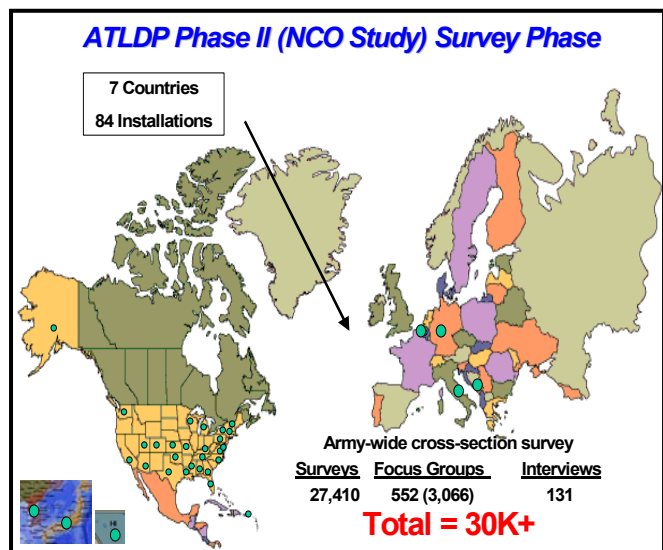 ATLDP Phase II (NCO Study) Survey Phase
7 Countries
84 Installations
Army-wide cross-section survey
Surveys Focus Groups Interviews
27,410 552 (3,066) 131
Total = 30K+